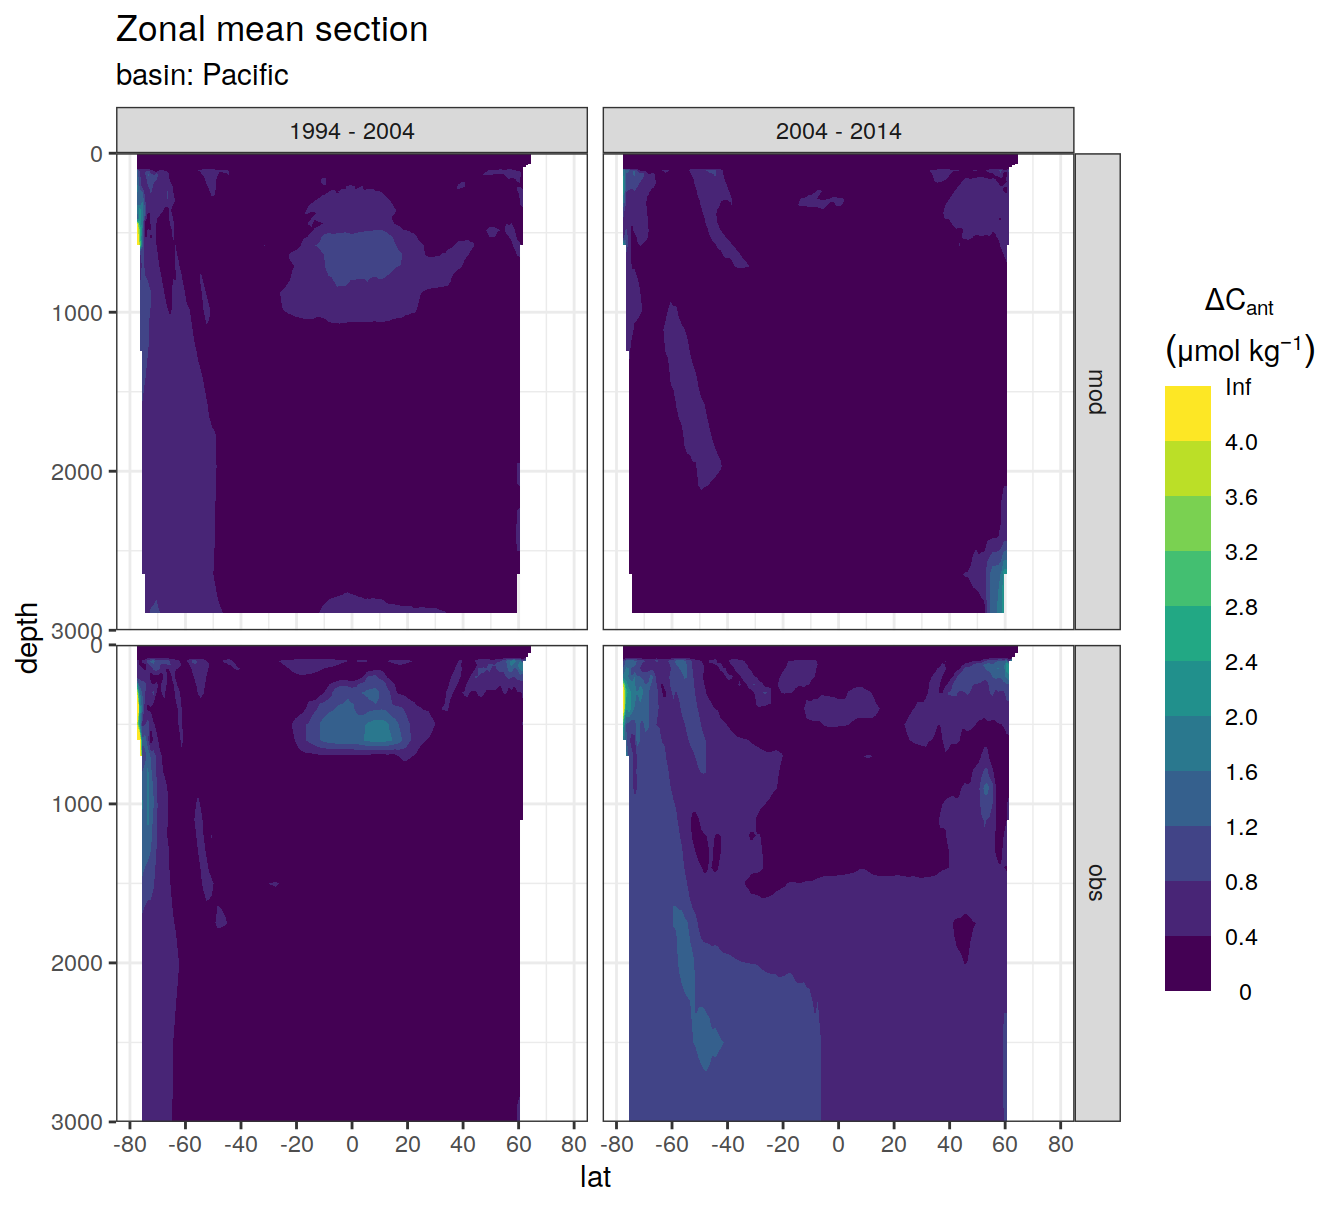 Zonal mean section
basin: Pacific
1994 - 2004
2004 - 2014
0
1000
2000
3000
mod
0
1000
2000
3000
obs
depth
-80 -60 -40 -20 0 20 40 60 80
-80 -60 -40 -20 0 20 40 60 80
lat
ΔCant
(μmol kg⁻¹)
Inf
4.0
3.6
3.2
2.8
2.4
2.0
1.6
1.2
0.8
0.4
0